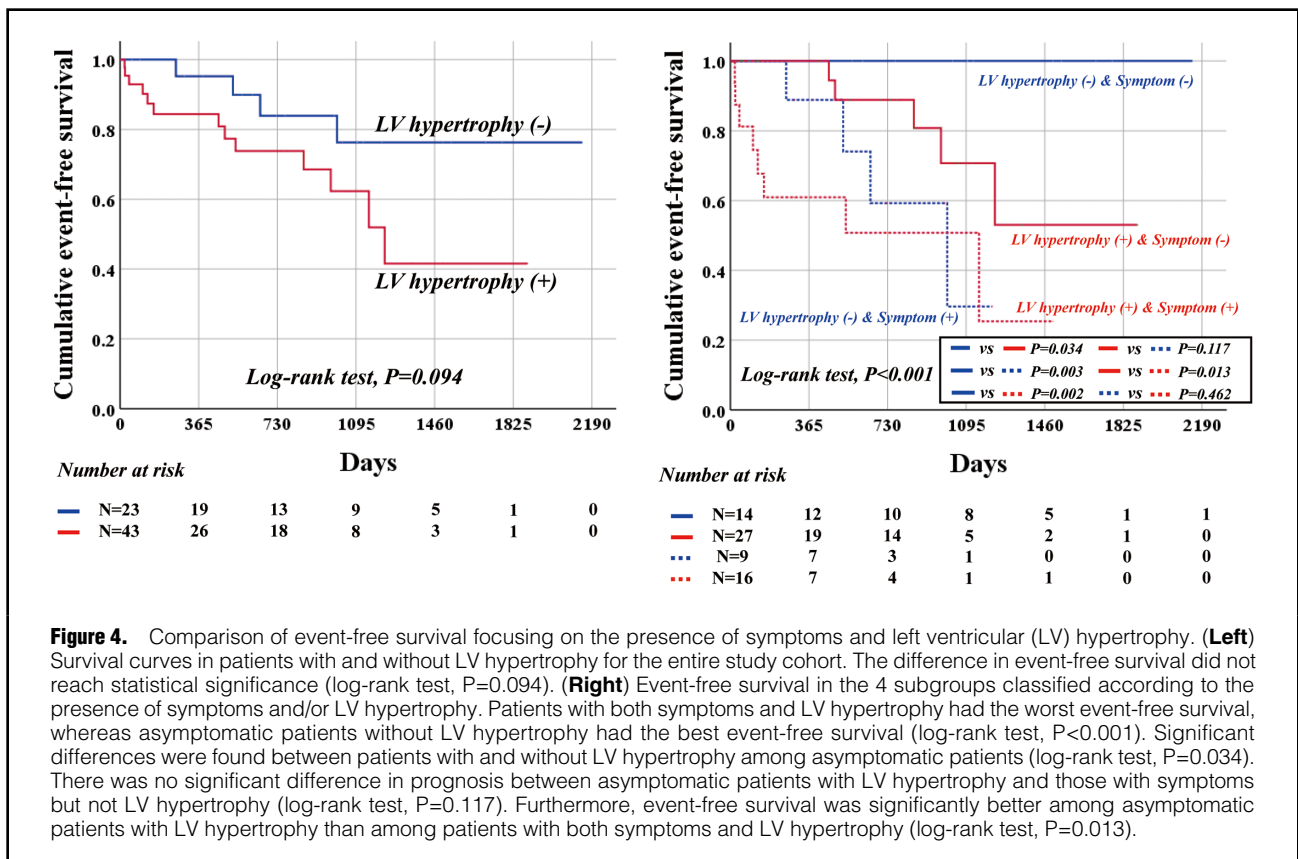 Cumulative event-free survival
1.0
0.8
0.6
0.4
0.2
0.0
LV hypertrophy (-)
LV hypertrophy (+)
Log-rank test, P=0.094
0 365 730 1095 1460 1825 2190
Days
Number at risk
N=23 19 13 9 5 1 0
N=43 26 18 8 3 1 0
Cumulative event-free survival
1.0
0.8
0.6
0.4
0.2
0.0
LV hypertrophy (-) & Symptom (-)
LV hypertrophy (+) & Symptom (-)
LV hypertrophy (-) & Symptom (+)
LV hypertrophy (+) & Symptom (+)
Log-rank test, P<0.001
vs P=0.034 vs P=0.117
vs P=0.003 vs P=0.013
vs P=0.002 vs P=0.462
0 365 730 1095 1460 1825 2190
Days
Number at risk
N=14 12 10 8 5 1 1
N=27 19 14 5 2 1 0
N=9 7 3 1 0 0 0
N=16 7 4 1 1 0 0
Figure 4. Comparison of event-free survival focusing on the presence of symptoms and left ventricular (LV) hypertrophy. (Left)
Survival curves in patients with and without LV hypertrophy for the entire study cohort. The difference in event-free survival did not
reach statistical significance (log-rank test, P=0.094). (Right) Event-free survival in the 4 subgroups classified according to the
presence of symptoms and/or LV hypertrophy. Patients with both symptoms and LV hypertrophy had the worst event-free survival,
whereas asymptomatic patients without LV hypertrophy had the best event-free survival (log-rank test, P<0.001). Significant
differences were found between patients with and without LV hypertrophy among asymptomatic patients (log-rank test, P=0.034).
There was no significant difference in prognosis between asymptomatic patients with LV hypertrophy and those with symptoms
but not LV hypertrophy (log-rank test, P=0.117). Furthermore, event-free survival was significantly better among asymptomatic
patients with LV hypertrophy than among patients with both symptoms and LV hypertrophy (log-rank test, P=0.013).